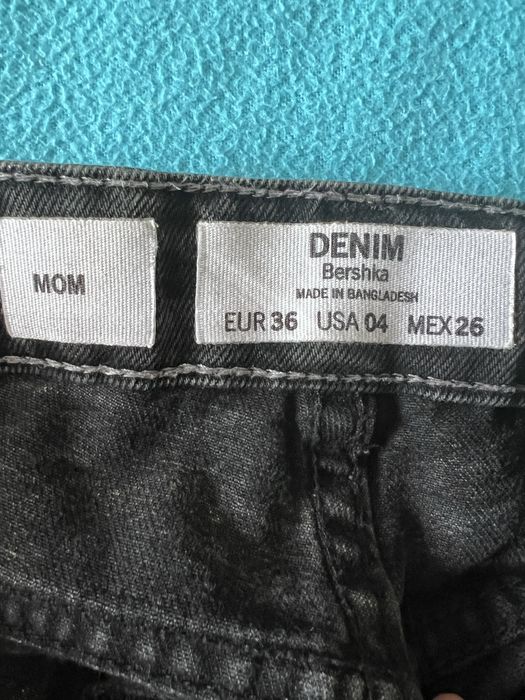 MOM
DENIM
Bershka
MADE IN BANGLADESH
EUR 36 USA 04 MEX 26